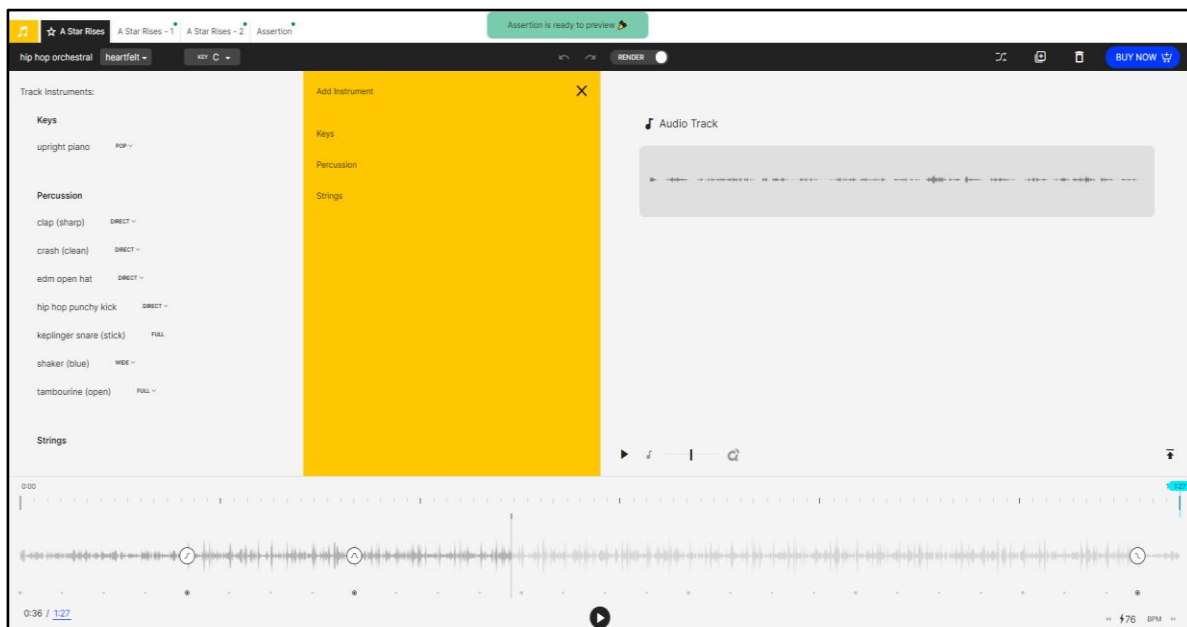 A Star Rises A Star Rises - 1 A Star Rises - 2 Assertion
Assertion is ready to preview
hip hop orchestral heartfelt KEY C RENDER BUY NOW
Track Instruments:
Keys
upright piano POP
Percussion
clap (sharp) DIRECT
crash (clean) DIRECT
edm open hat DIRECT
hip hop punchy kick DIRECT
keplinger snare (stick) FULL
shaker (blue) WIDE
tambourine (open) FULL
Strings
Add Instrument
Keys
Percussion
Strings
Audio Track
0:00 1:27
0:36 / 1:27 76 BPM